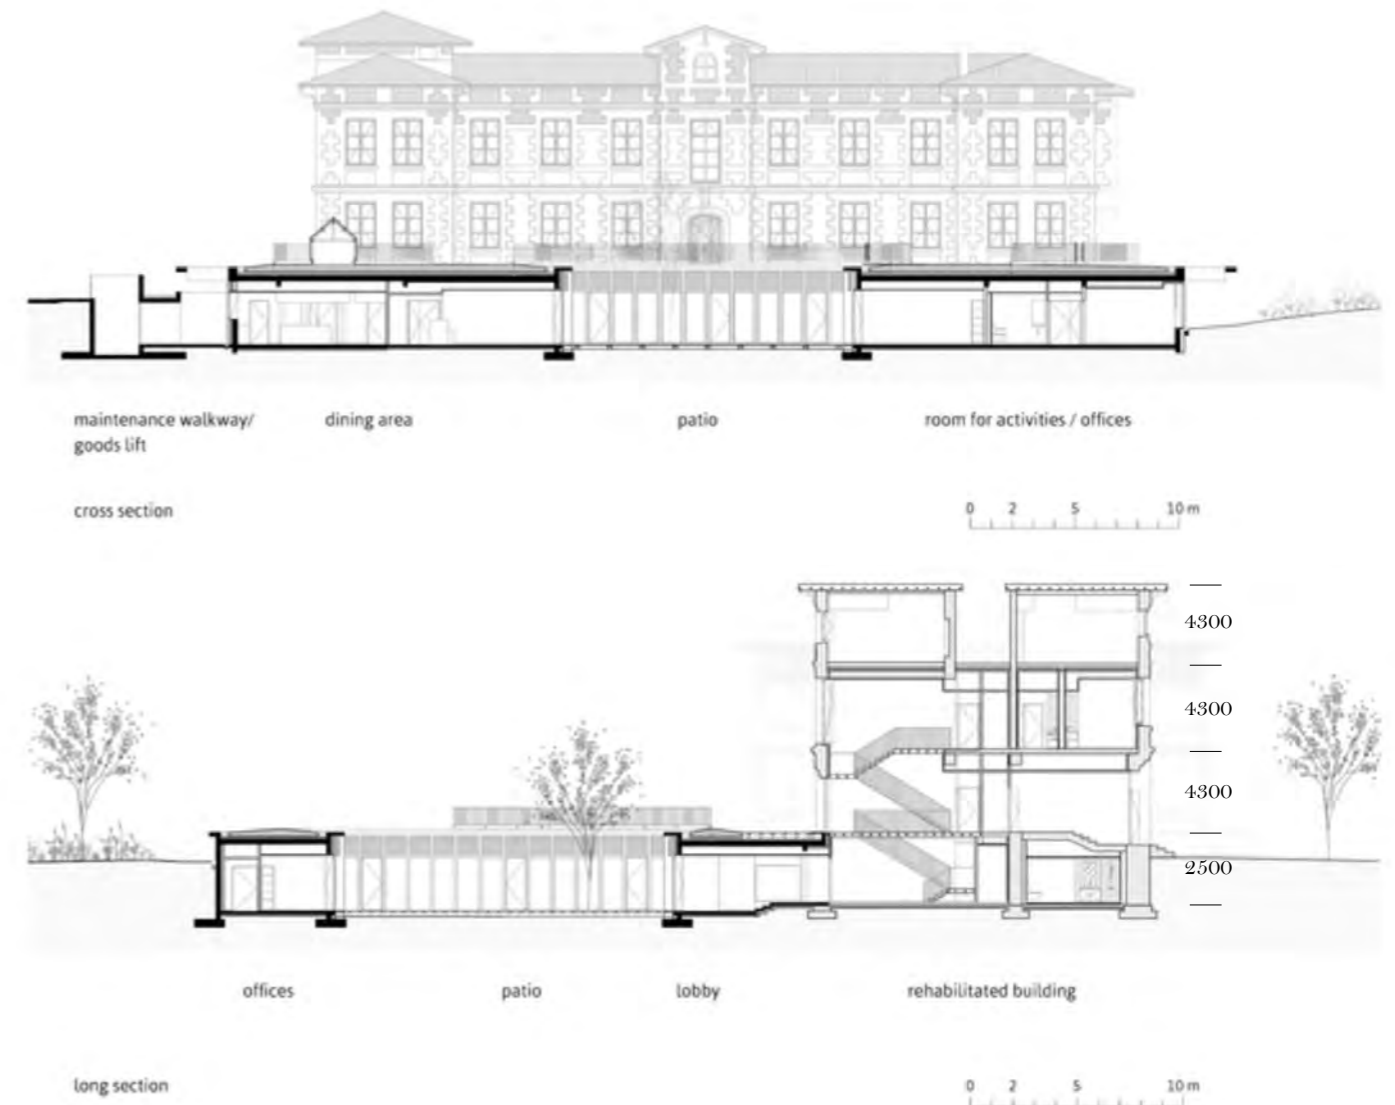 maintenance walkway/
goods lift
dining area
patio
room for activities / offices
cross section
0 2 5 10 m
4300
4300
4300
2500
offices
patio
lobby
rehabilitated building
long section
0 2 5 10 m